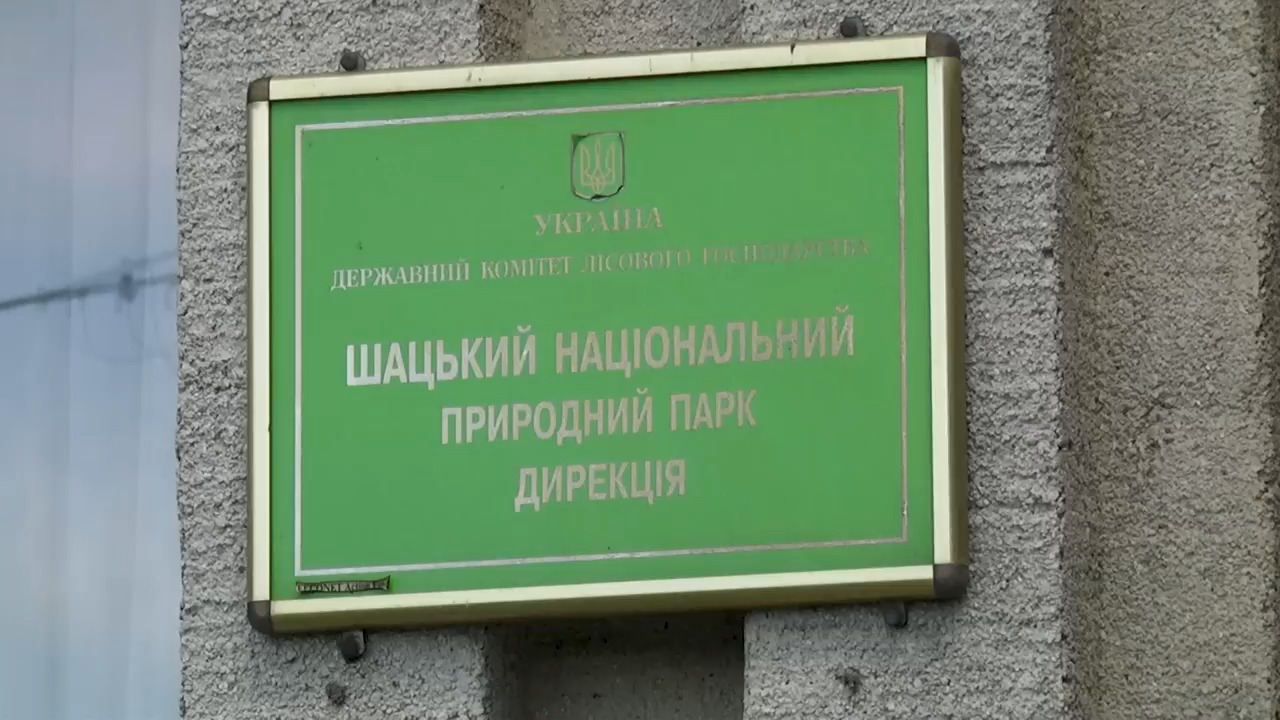 УКРАЇНА
ДЕРЖАВНИЙ КОМІТЕТ ЛІСОВОГО ГОСПОДАРСТВА
ШАЦЬКИЙ НАЦІОНАЛЬНИЙ
ПРИРОДНИЙ ПАРК
ДИРЕКЦІЯ